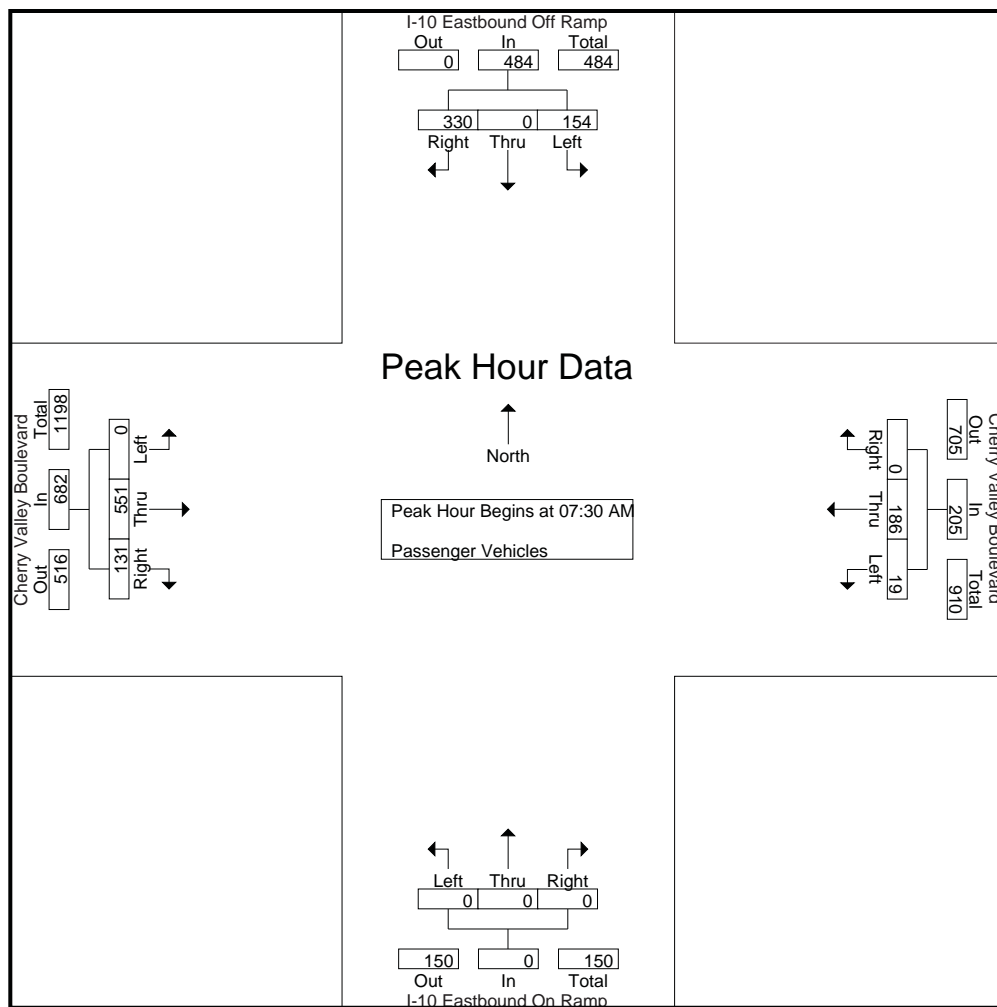 I-10 Eastbound Off Ramp
Out In Total
0 484 484
330 0 154
Right Thru Left
Peak Hour Data
North
Peak Hour Begins at 07:30 AM
Passenger Vehicles
Cherry Valley Boulevard
Total In Out
1198 682 516
0 551 131
Left Thru Right
Cherry Valley Boulevard
Out In Total
705 205 910
0 186 19
Right Thru Left
Left Thru Right
0 0 0
150 0 150
Out In Total
I-10 Eastbound On Ramp